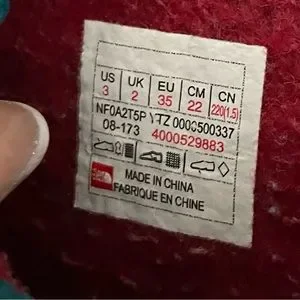 US UK EU CM CN
3 2 35 22 220(1.5)
NF0A2T5P YTZ 0000500337
08-173 4000529883
MADE IN CHINA
FABRIQUE EN CHINE